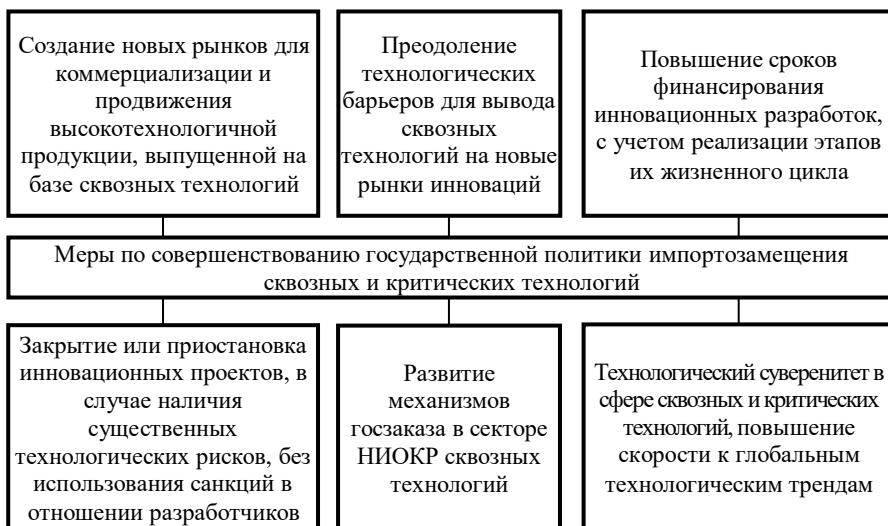 Создание новых рынков для
коммерциализации и
продвижения
высокотехнологичной
продукции, выпущенной на
базе сквозных технологий
Преодоление
технологических
барьеров для вывода
сквозных
технологий на новые
рынки инноваций
Повышение сроков
финансирования
инновационных разработок,
с учетом реализации этапов
их жизненного цикла
Меры по совершенствованию государственной политики импортозамещения
сквозных и критических технологий
Закрытие или приостановка
инновационных проектов, в
случае наличия
существенных
технологических рисков, без
использования санкций в
отношении разработчиков
Развитие
механизмов
госзаказа в секторе
НИОКР сквозных
технологий
Технологический суверенитет в
сфере сквозных и критических
технологий, повышение
скорости к глобальным
технологическим трендам